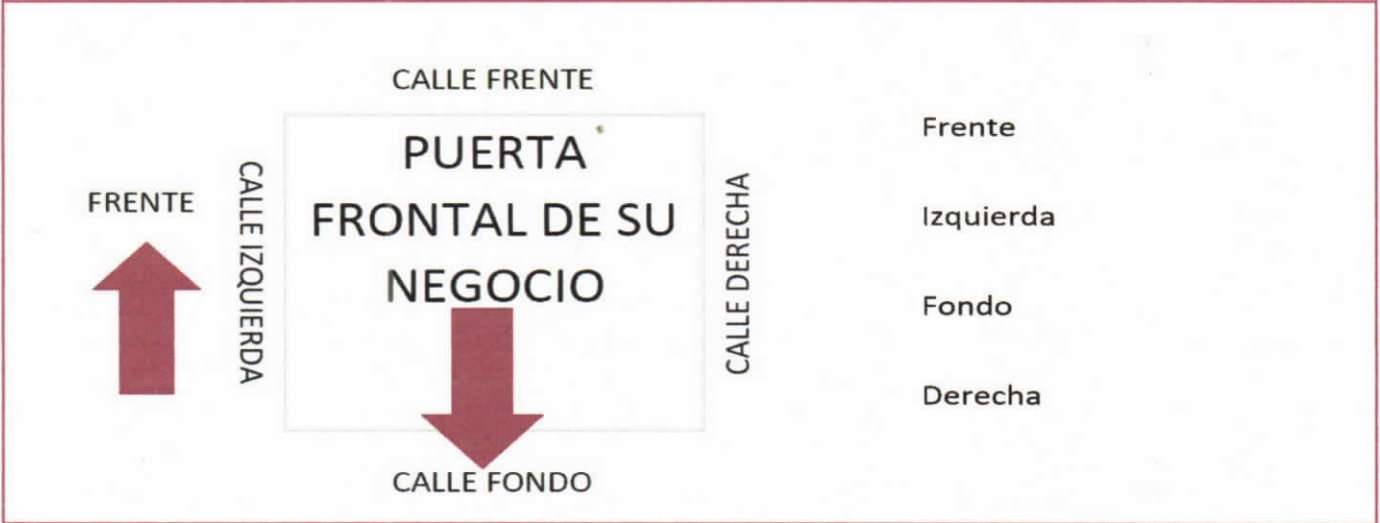 CALLE FRENTE
PUERTA
FRONTAL DE SU
NEGOCIO
FRENTE
CALLE IZQUIERDA
CALLE DERECHA
CALLE FONDO
Frente
Izquierda
Fondo
Derecha